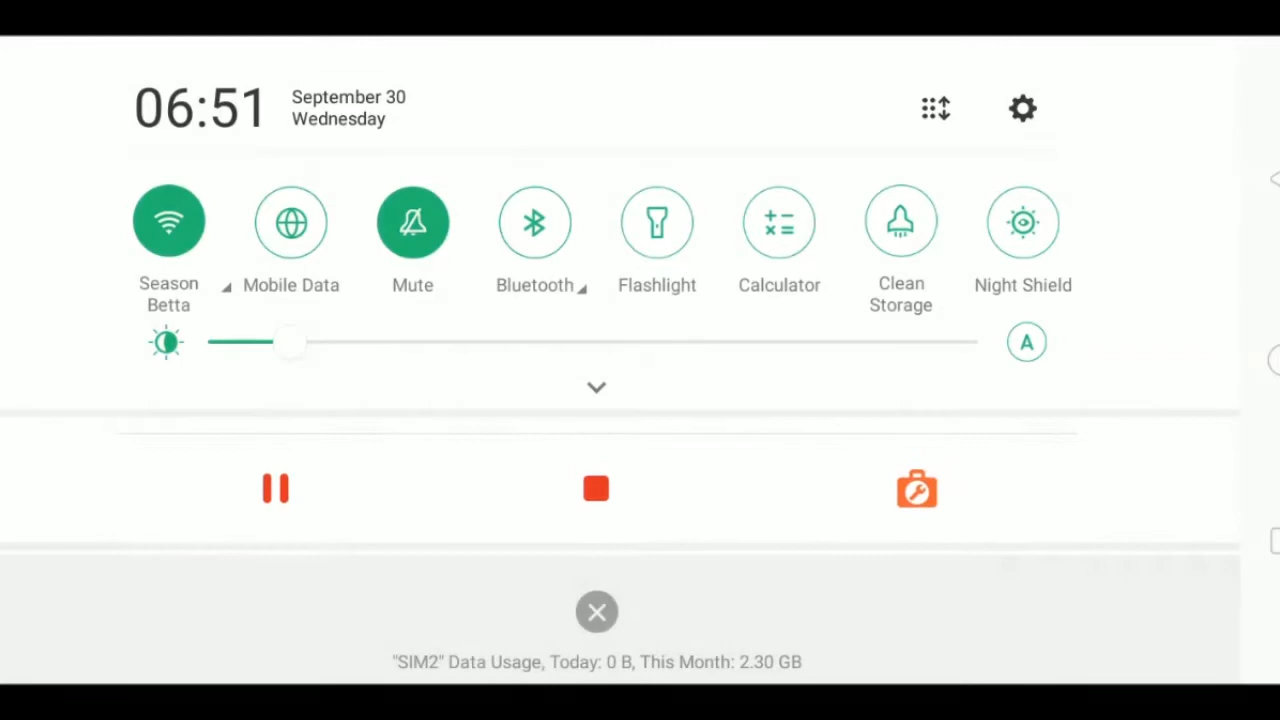 06:51
September 30
Wednesday
Season
Betta
Mobile Data
Mute
Bluetooth
Flashlight
Calculator
Clean
Storage
Night Shield
A
"SIM2" Data Usage, Today: 0 B, This Month: 2.30 GB